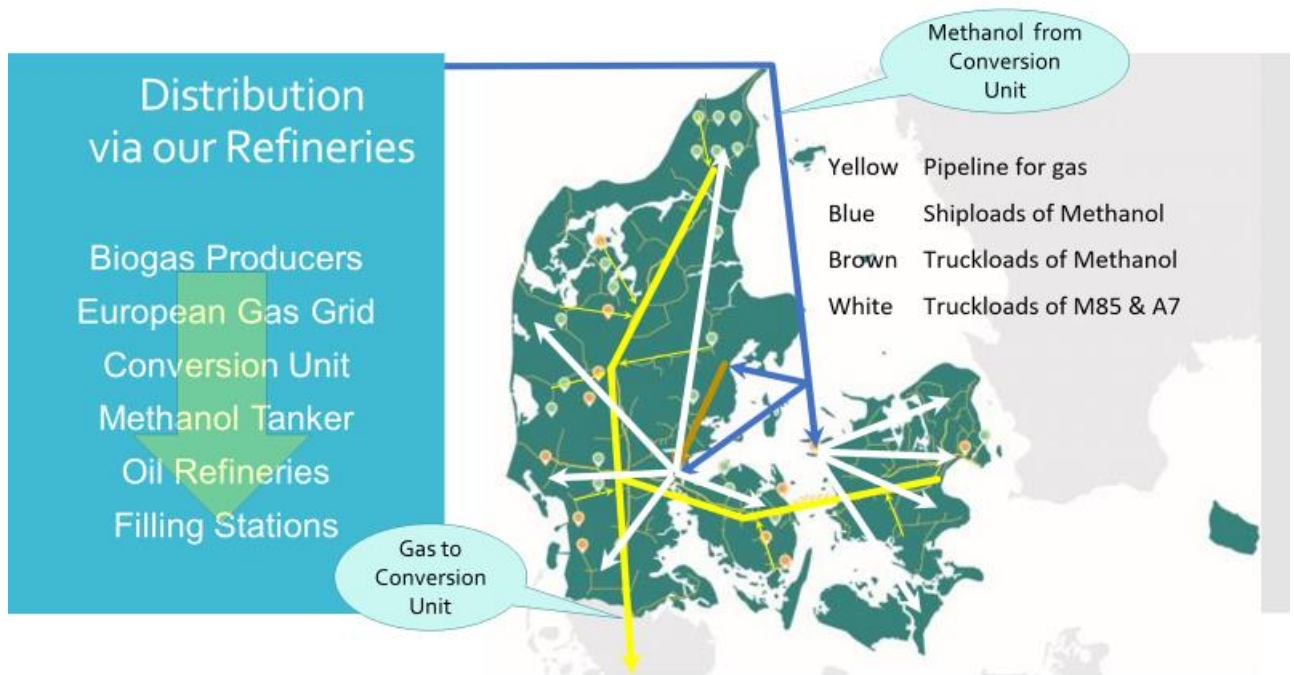 Distribution
via our Refineries
Biogas Producers
European Gas Grid
Conversion Unit
Methanol Tanker
Oil Refineries
Filling Stations
Methanol from
Conversion
Unit
Yellow Pipeline for gas
Blue Shiploads of Methanol
Brown Truckloads of Methanol
White Truckloads of M85 & A7
Gas to
Conversion
Unit